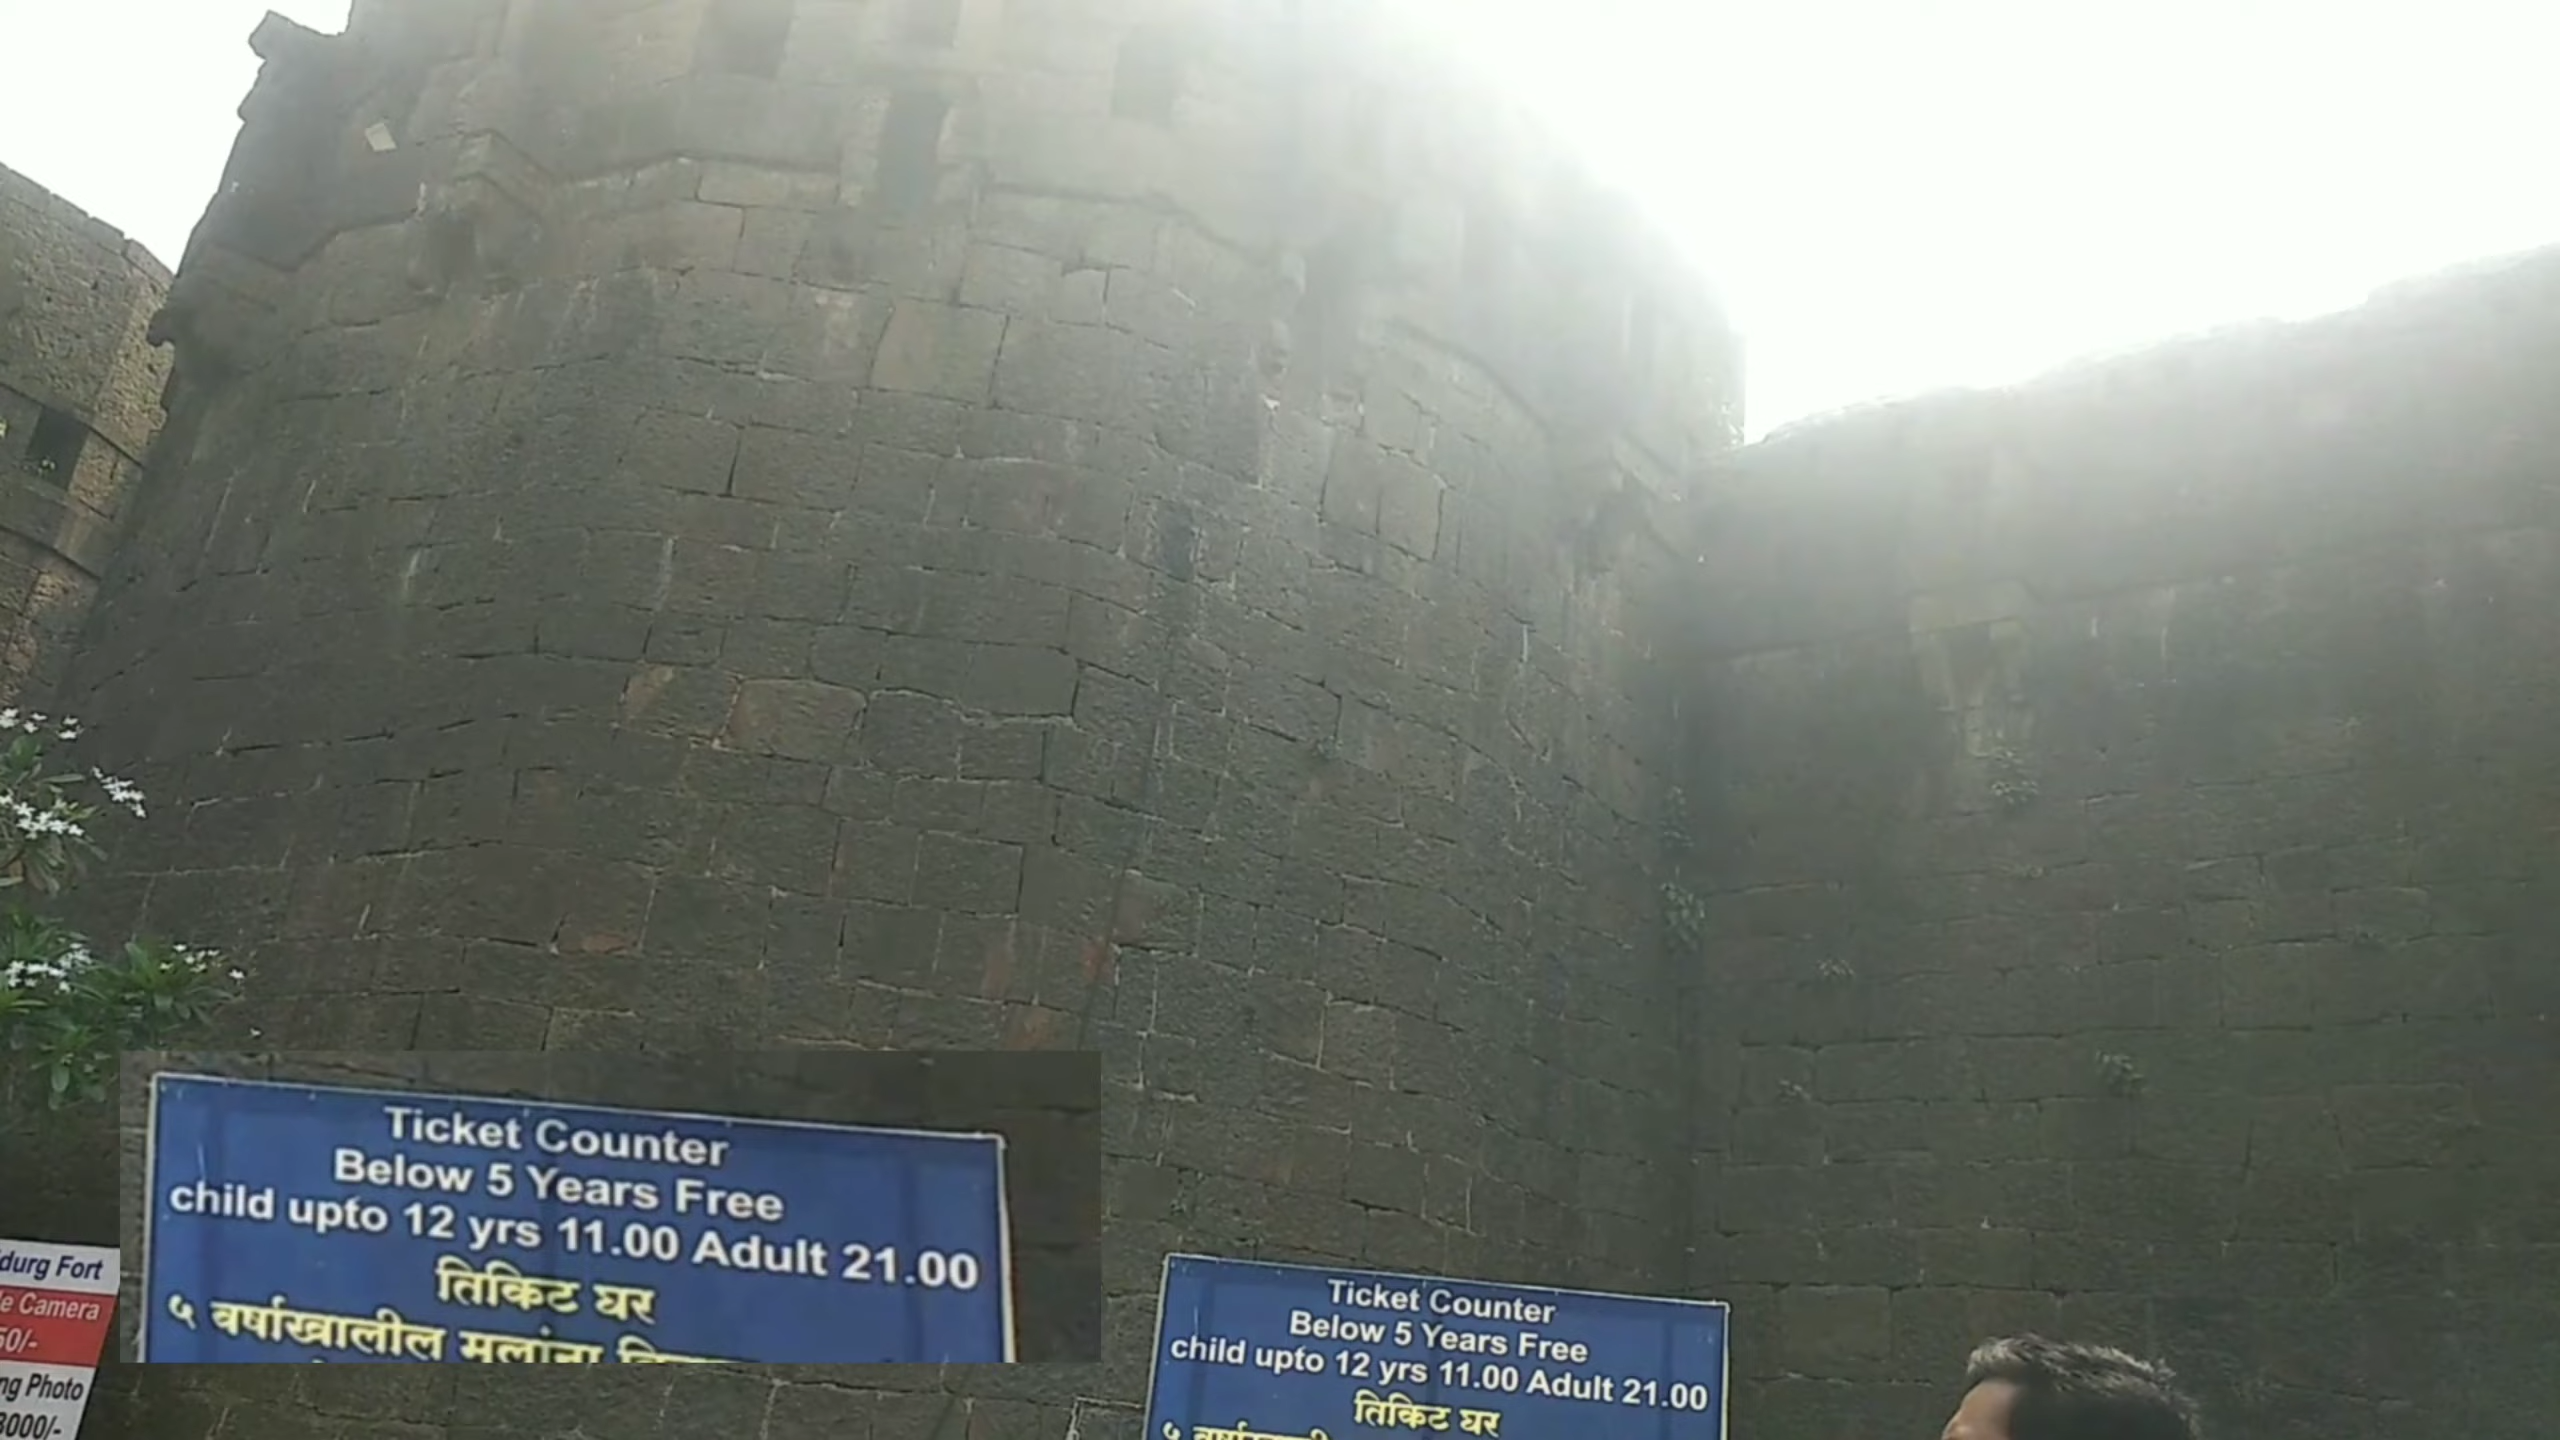 durg Fort
e Camera
50/-
ng Photo
3000/-
Ticket Counter
Below 5 Years Free
child upto 12 yrs 11.00 Adult 21.00
तिकिट घर
५ वर्षाखालील मुलांना
Ticket Counter
Below 5 Years Free
child upto 12 yrs 11.00 Adult 21.00
तिकिट घर
५ वर्षाखाली